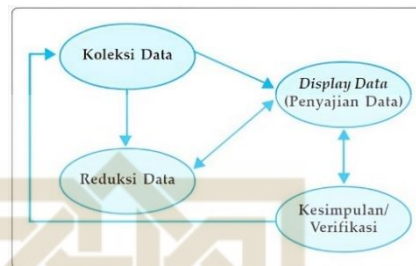 Koleksi Data
Display Data
(Penyajian Data)
Reduksi Data
Kesimpulan/
Verifikasi